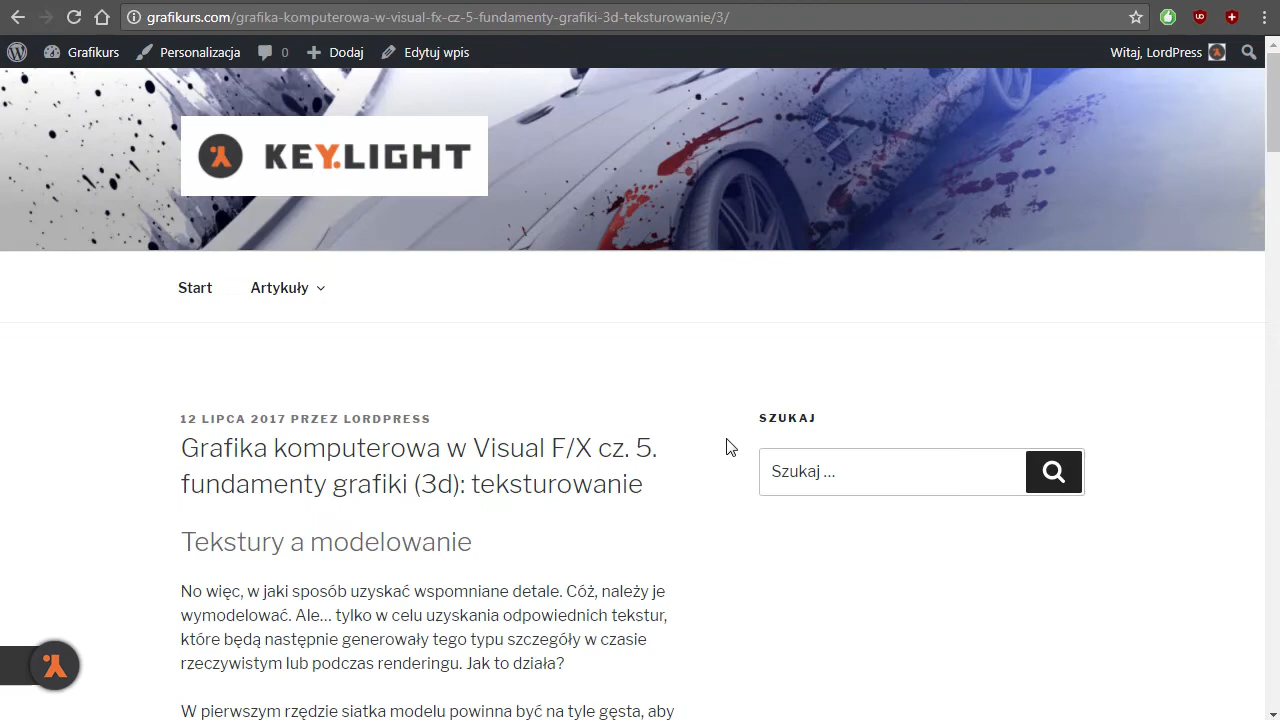 grafikurs.com/grafika-komputerowa-w-visual-fx-cz-5-fundamenty-grafiki-3d-teksturowanie/3/
Grafikurs Personalizacja 0 Dodaj Edytuj wpis Witaj, LordPress
KEY.LIGHT
Start Artykuły
12 LIPCA 2017 PRZEZ LORDPRESS
Grafika komputerowa w Visual F/X cz. 5.
fundamenty grafiki (3d): teksturowanie
Tekstury a modelowanie
No więc, w jaki sposób uzyskać wspomniane detale. Cóż, należy je
wymodelować. Ale… tylko w celu uzyskania odpowiednich tekstur,
które będą następnie generowały tego typu szczegóły w czasie
rzeczywistym lub podczas renderingu. Jak to działa?
W pierwszym rzędzie siatka modelu powinna być na tyle gęsta, aby
SZUKAJ
Szukaj …